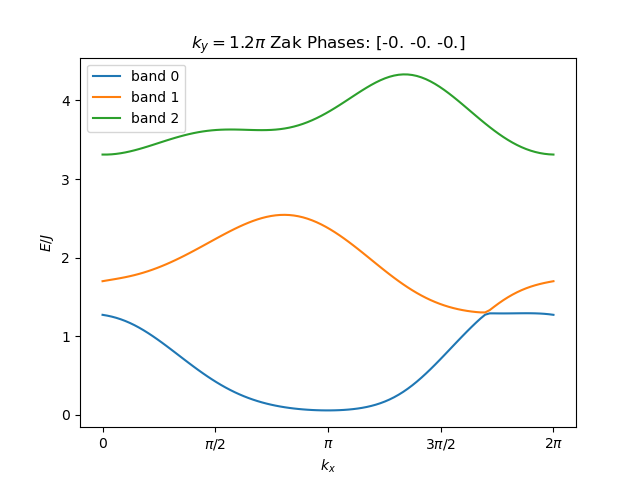 $k_y = 1.2\pi$ Zak Phases: [-0. -0. -0.]
band 0
band 1
band 2
4
3
2
1
0
E/J
0 π/2 π 3π/2 2π
$k_x$